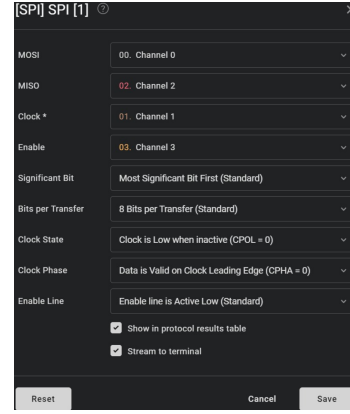 [SPI] SPI [1] ?
MOSI 00. Channel 0
MISO 02. Channel 2
Clock * 01. Channel 1
Enable 03. Channel 3
Significant Bit Most Significant Bit First (Standard)
Bits per Transfer 8 Bits per Transfer (Standard)
Clock State Clock is Low when inactive (CPOL = 0)
Clock Phase Data is Valid on Clock Leading Edge (CPHA = 0)
Enable Line Enable line is Active Low (Standard)
Show in protocol results table
Stream to terminal
Reset Cancel Save